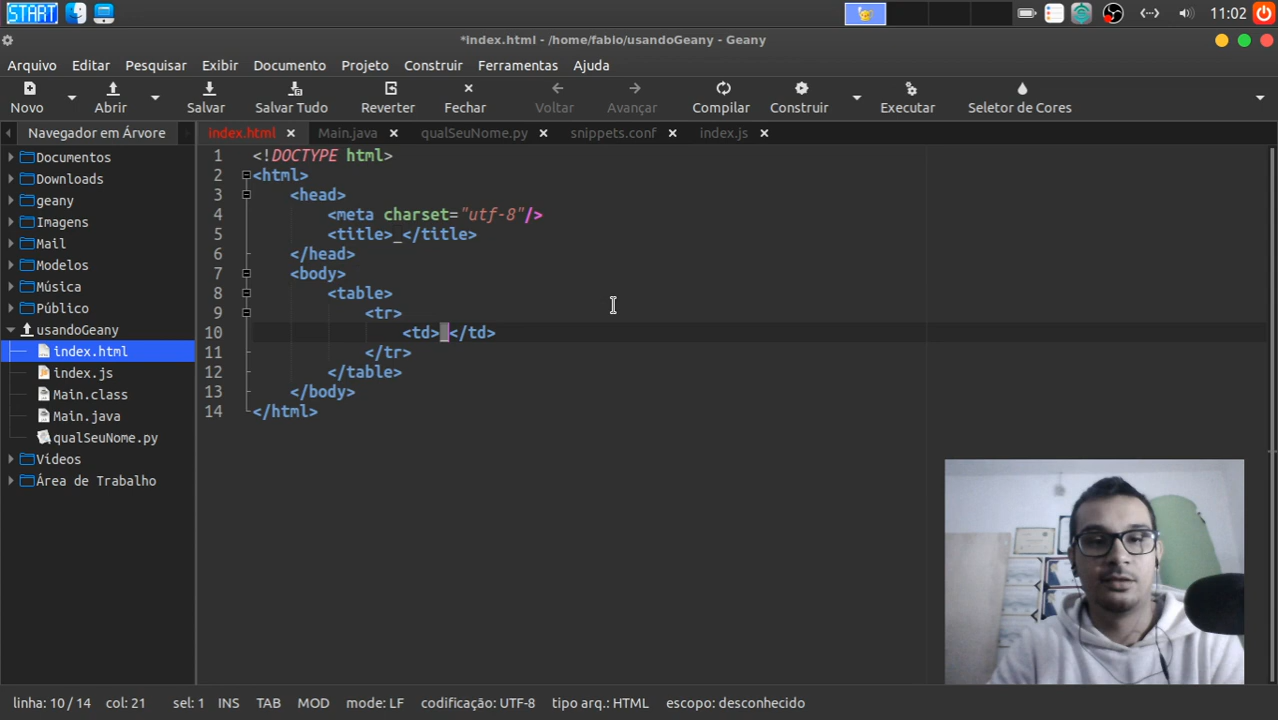 START
11:02
*index.html - /home/fabio/usandoGeany - Geany
Arquivo Editar Pesquisar Exibir Documento Projeto Construir Ferramentas Ajuda
Novo Abrir Salvar Salvar Tudo Reverter Fechar Voltar Avançar Compilar Construir Executar Seletor de Cores
Navegador em Árvore
index.html Main.java qualSeuNome.py snippets.conf index.js
Documentos
Downloads
geany
Imagens
Mail
Modelos
Música
Público
usandoGeany
index.html
index.js
Main.class
Main.java
qualSeuNome.py
Vídeos
Área de Trabalho
1 <!DOCTYPE html>
2 <html>
3 <head>
4 <meta charset="utf-8"/>
5 <title>_</title>
6 </head>
7 <body>
8 <table>
9 <tr>
10 <td>_</td>
11 </tr>
12 </table>
13 </body>
14 </html>
linha: 10 / 14 col: 21 sel: 1 INS TAB MOD mode: LF codificação: UTF-8 tipo arq.: HTML escopo: desconhecido